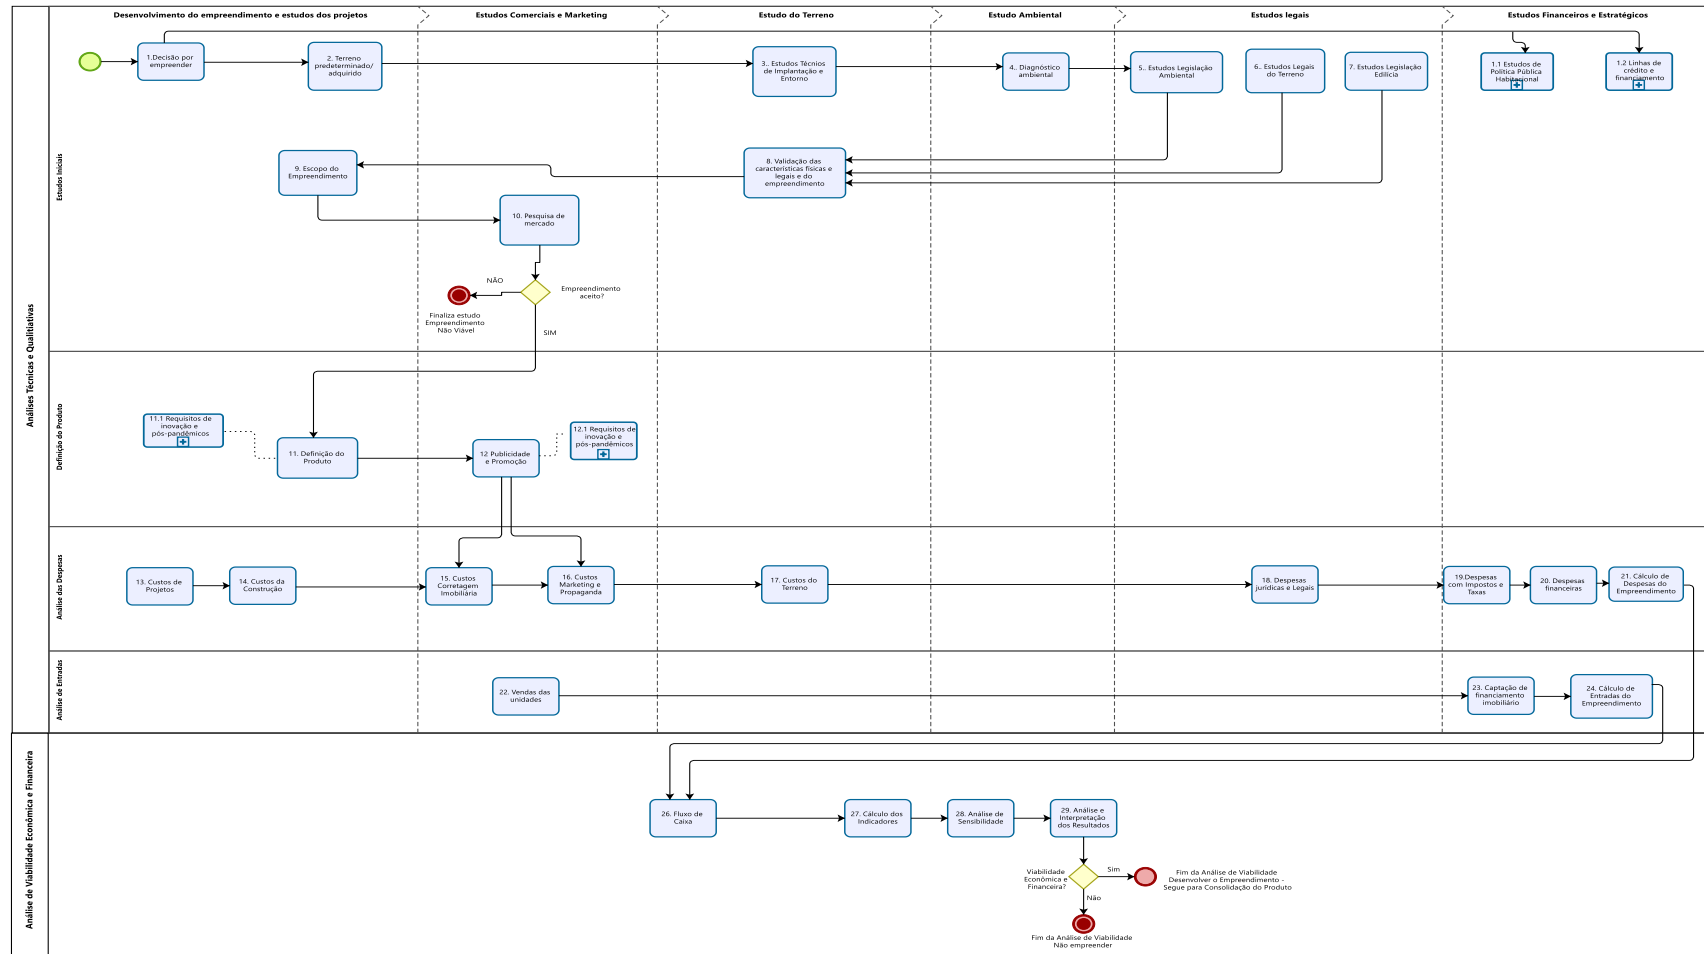 Desenvolvimento do empreendimento e estudos dos projetos
Estudos Comerciais e Marketing
Estudo do Terreno
Estudo Ambiental
Estudos legais
Estudos Financeiros e Estratégicos
Análises Técnicas e Qualitiativas
Estudos Iniciais
1.Decisão por
empreender
2. Terreno
predeterminado/
adquirido
3.. Estudos Técnios
de Implantação e
Entorno
4.. Diagnóstico
ambiental
5.. Estudos Legislação
Ambiental
6.. Estudos Legais
do Terreno
7. Estudos Legislação
Edilícia
1.1 Estudos de
Política Pública
Habitacional
1.2 Linhas de
crédito e
financiamento
8. Validação das
características físicas e
legais e do
empreendimento
9. Escopo do
Empreendimento
10. Pesquisa de
mercado
Empreendimento
aceito?
NÃO
Finaliza estudo
Empreendimento
Não Viável
SIM
Definição do Produto
11.1 Requisitos de
inovação e
pós-pandêmicos
11. Definição do
Produto
12 Publicidade
e Promoção
12.1 Requisitos de
inovação e
pós-pandêmicos
Análise das Despesas
13. Custos de
Projetos
14. Custos da
Construção
15. Custos
Corretagem
Imobiliária
16. Custos
Marketing e
Propaganda
17. Custos do
Terreno
18. Despesas
jurídicas e Legais
19.Despesas
com Impostos e
Taxas
20. Despesas
financeiras
21. Cálculo de
Despesas do
Empreendimento
Análise de Entradas
22. Vendas das
unidades
23. Captação de
financiamento
imobiliário
24. Cálculo de
Entradas do
Empreendimento
Análise de Viabilidade Econômica e Financeira
26. Fluxo de
Caixa
27. Cálculo dos
Indicadores
28. Análise de
Sensibilidade
29. Análise e
Interpretação
dos Resultados
Viabilidade
Econômica e
Financeira?
Sim
Fim da Análise de Viabilidade
Desenvolver o Empreendimento -
Segue para Consolidação do Produto
Não
Fim da Análise de Viabilidade
Não empreender